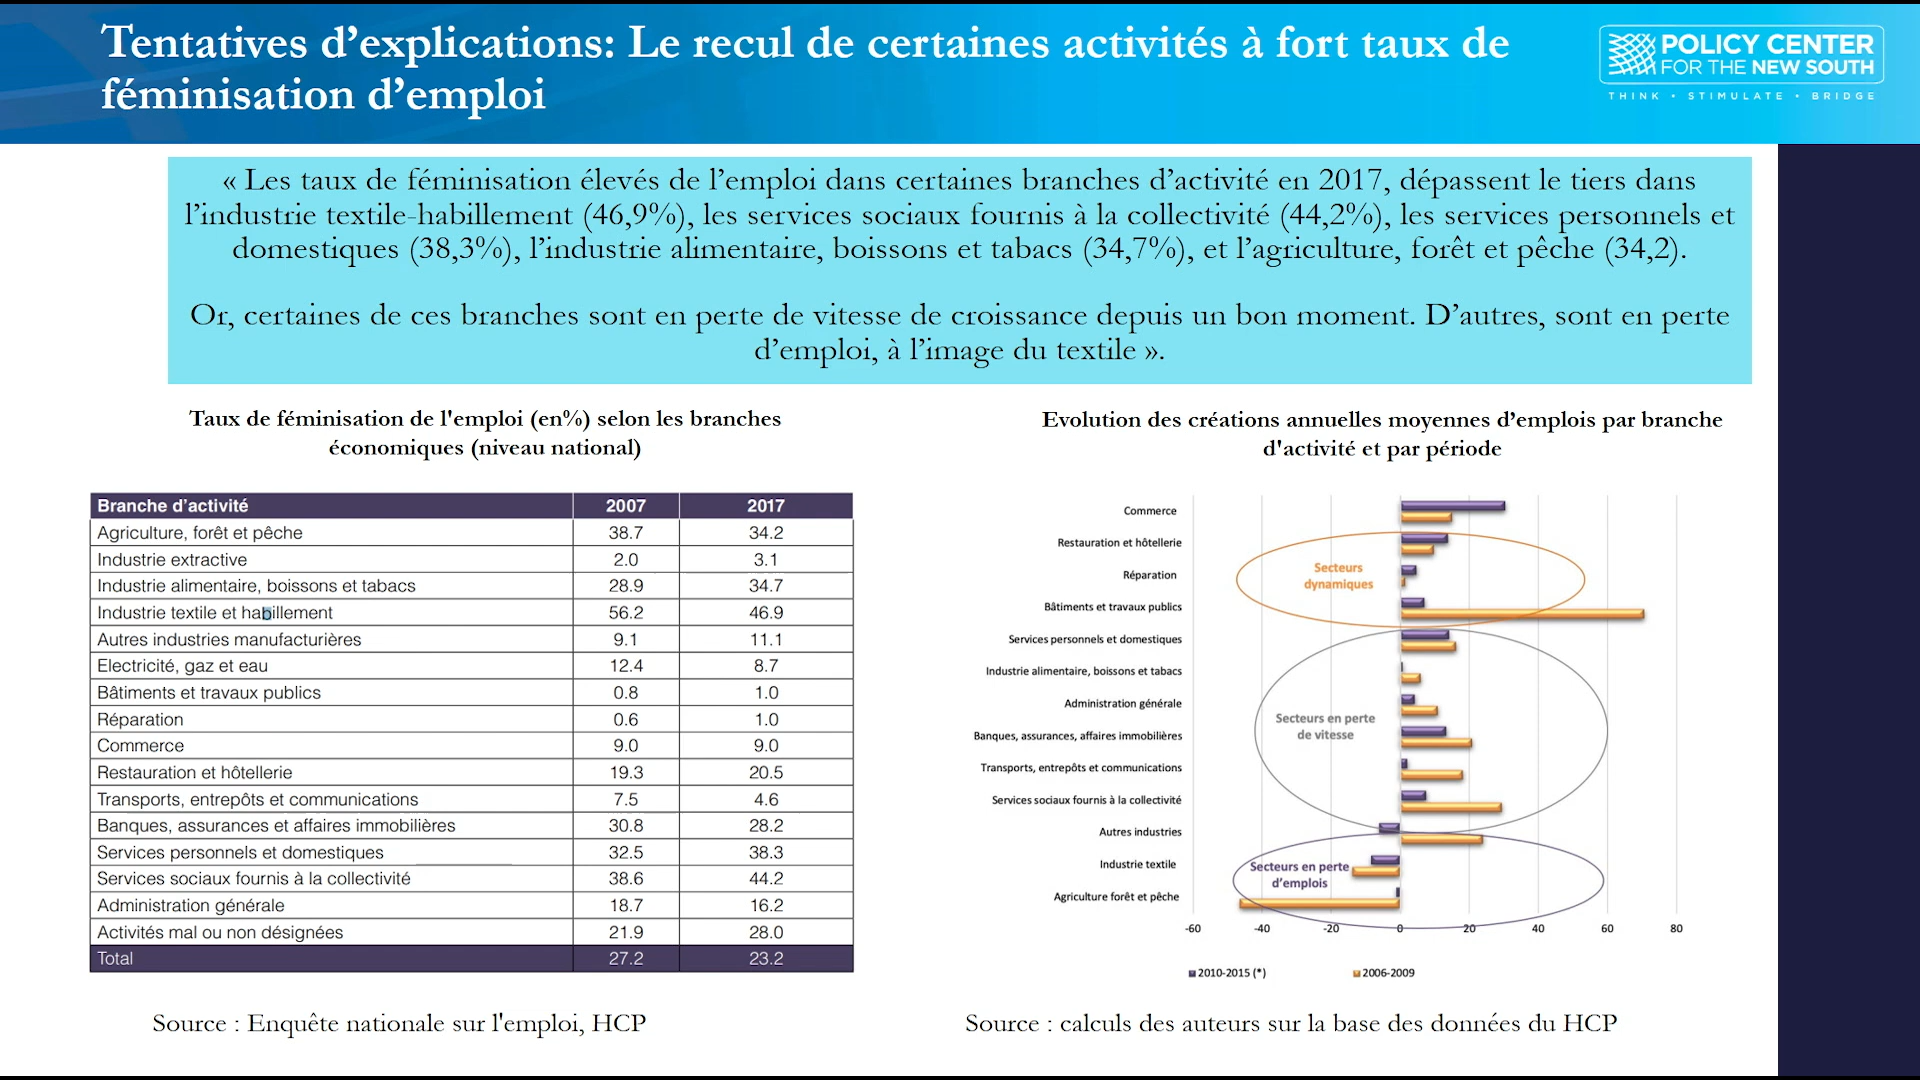 Tentatives d’explications: Le recul de certaines activités à fort taux de
féminisation d’emploi
POLICY CENTER
FOR THE NEW SOUTH
THINK • STIMULATE • BRIDGE
« Les taux de féminisation élevés de l’emploi dans certaines branches d’activité en 2017, dépassent le tiers dans
l’industrie textile-habillement (46,9%), les services sociaux fournis à la collectivité (44,2%), les services personnels et
domestiques (38,3%), l’industrie alimentaire, boissons et tabacs (34,7%), et l’agriculture, forêt et pêche (34,2).
Or, certaines de ces branches sont en perte de vitesse de croissance depuis un bon moment. D’autres, sont en perte
d’emploi, à l’image du textile ».
Taux de féminisation de l'emploi (en%) selon les branches
économiques (niveau national)
Branche d’activité 2007 2017
Agriculture, forêt et pêche 38.7 34.2
Industrie extractive 2.0 3.1
Industrie alimentaire, boissons et tabacs 28.9 34.7
Industrie textile et habillement 56.2 46.9
Autres industries manufacturières 9.1 11.1
Electricité, gaz et eau 12.4 8.7
Bâtiments et travaux publics 0.8 1.0
Réparation 0.6 1.0
Commerce 9.0 9.0
Restauration et hôtellerie 19.3 20.5
Transports, entrepôts et communications 7.5 4.6
Banques, assurances et affaires immobilières 30.8 28.2
Services personnels et domestiques 32.5 38.3
Services sociaux fournis à la collectivité 38.6 44.2
Administration générale 18.7 16.2
Activités mal ou non désignées 21.9 28.0
Total 27.2 23.2
Source : Enquête nationale sur l'emploi, HCP
Evolution des créations annuelles moyennes d’emplois par branche
d'activité et par période
Commerce
Restauration et hôtellerie
Réparation
Bâtiments et travaux publics
Services personnels et domestiques
Industrie alimentaire, boissons et tabacs
Administration générale
Banques, assurances, affaires immobilières
Transports, entrepôts et communications
Services sociaux fournis à la collectivité
Autres industries
Industrie textile
Agriculture forêt et pêche
Secteurs
dynamiques
Secteurs en perte
de vitesse
Secteurs en perte
d’emplois
-60 -40 -20 0 20 40 60 80
2010-2015 (*) 2006-2009
Source : calculs des auteurs sur la base des données du HCP